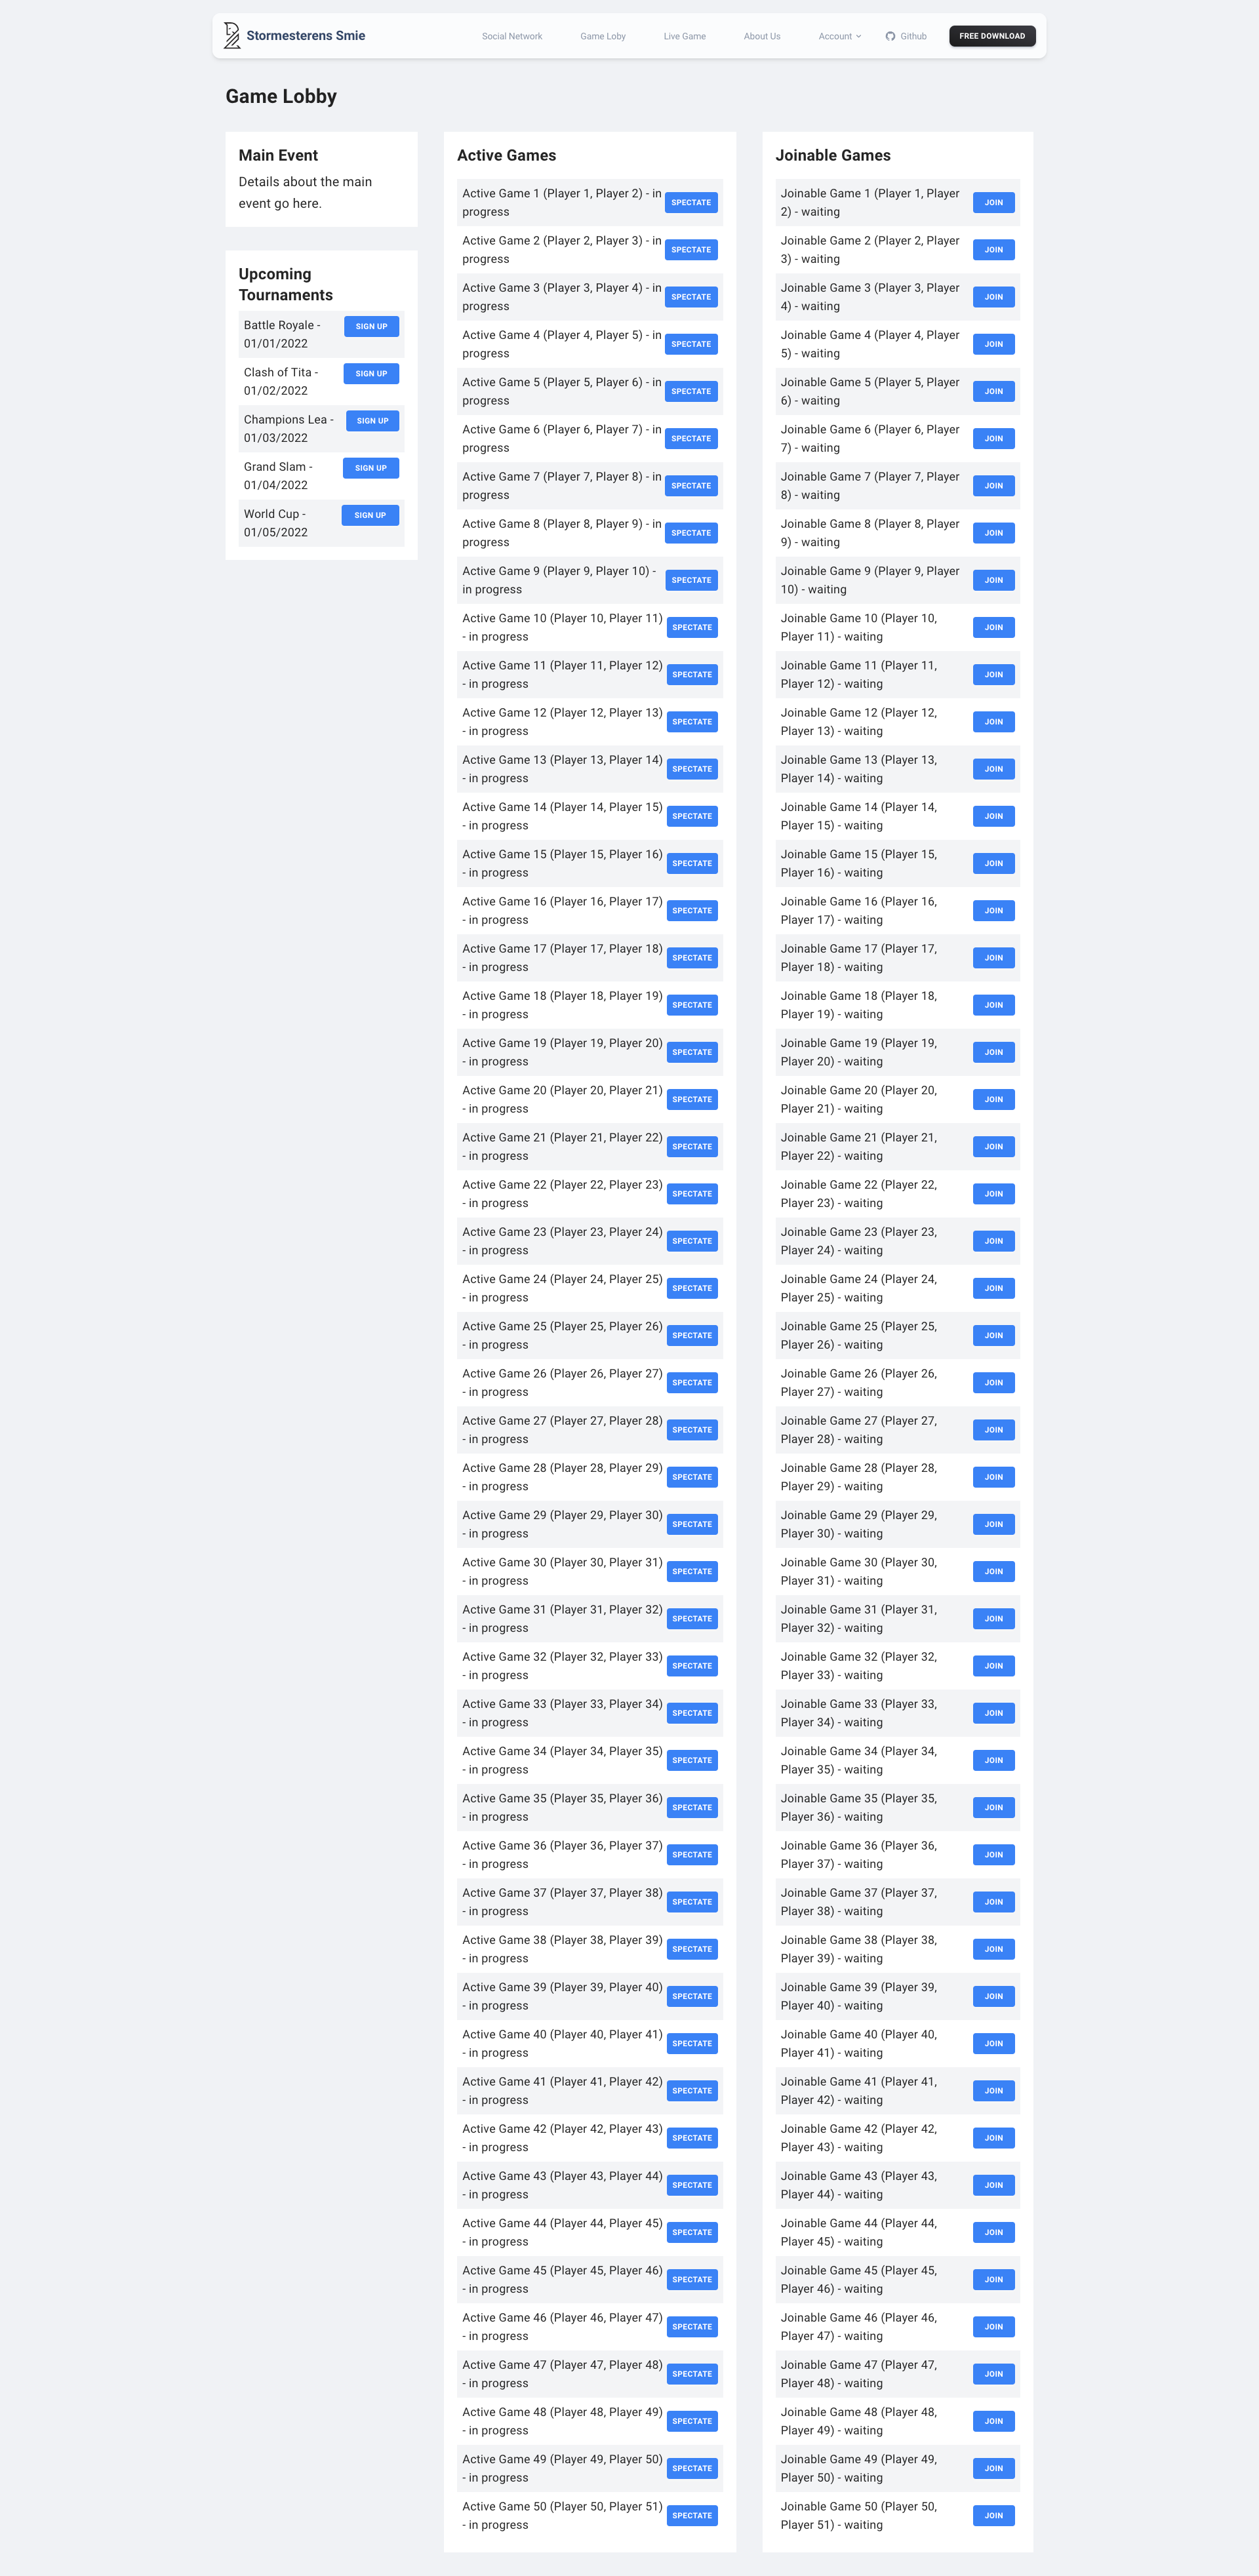 Stormesterens Smie
Social Network
Game Loby
Live Game
About Us
Account
Github
FREE DOWNLOAD
Game Lobby
Main Event
Details about the main
event go here.
Upcoming
Tournaments
Battle Royale -
01/01/2022
SIGN UP
Clash of Tita -
01/02/2022
SIGN UP
Champions Lea -
01/03/2022
SIGN UP
Grand Slam -
01/04/2022
SIGN UP
World Cup -
01/05/2022
SIGN UP
Active Games
Active Game 1 (Player 1, Player 2) - in
progress
SPECTATE
Active Game 2 (Player 2, Player 3) - in
progress
SPECTATE
Active Game 3 (Player 3, Player 4) - in
progress
SPECTATE
Active Game 4 (Player 4, Player 5) - in
progress
SPECTATE
Active Game 5 (Player 5, Player 6) - in
progress
SPECTATE
Active Game 6 (Player 6, Player 7) - in
progress
SPECTATE
Active Game 7 (Player 7, Player 8) - in
progress
SPECTATE
Active Game 8 (Player 8, Player 9) - in
progress
SPECTATE
Active Game 9 (Player 9, Player 10) -
in progress
SPECTATE
Active Game 10 (Player 10, Player 11)
- in progress
SPECTATE
Active Game 11 (Player 11, Player 12)
- in progress
SPECTATE
Active Game 12 (Player 12, Player 13)
- in progress
SPECTATE
Active Game 13 (Player 13, Player 14)
- in progress
SPECTATE
Active Game 14 (Player 14, Player 15)
- in progress
SPECTATE
Active Game 15 (Player 15, Player 16)
- in progress
SPECTATE
Active Game 16 (Player 16, Player 17)
- in progress
SPECTATE
Active Game 17 (Player 17, Player 18)
- in progress
SPECTATE
Active Game 18 (Player 18, Player 19)
- in progress
SPECTATE
Active Game 19 (Player 19, Player 20)
- in progress
SPECTATE
Active Game 20 (Player 20, Player 21)
- in progress
SPECTATE
Active Game 21 (Player 21, Player 22)
- in progress
SPECTATE
Active Game 22 (Player 22, Player 23)
- in progress
SPECTATE
Active Game 23 (Player 23, Player 24)
- in progress
SPECTATE
Active Game 24 (Player 24, Player 25)
- in progress
SPECTATE
Active Game 25 (Player 25, Player 26)
- in progress
SPECTATE
Active Game 26 (Player 26, Player 27)
- in progress
SPECTATE
Active Game 27 (Player 27, Player 28)
- in progress
SPECTATE
Active Game 28 (Player 28, Player 29)
- in progress
SPECTATE
Active Game 29 (Player 29, Player 30)
- in progress
SPECTATE
Active Game 30 (Player 30, Player 31)
- in progress
SPECTATE
Active Game 31 (Player 31, Player 32)
- in progress
SPECTATE
Active Game 32 (Player 32, Player 33)
- in progress
SPECTATE
Active Game 33 (Player 33, Player 34)
- in progress
SPECTATE
Active Game 34 (Player 34, Player 35)
- in progress
SPECTATE
Active Game 35 (Player 35, Player 36)
- in progress
SPECTATE
Active Game 36 (Player 36, Player 37)
- in progress
SPECTATE
Active Game 37 (Player 37, Player 38)
- in progress
SPECTATE
Active Game 38 (Player 38, Player 39)
- in progress
SPECTATE
Active Game 39 (Player 39, Player 40)
- in progress
SPECTATE
Active Game 40 (Player 40, Player 41)
- in progress
SPECTATE
Active Game 41 (Player 41, Player 42)
- in progress
SPECTATE
Active Game 42 (Player 42, Player 43)
- in progress
SPECTATE
Active Game 43 (Player 43, Player 44)
- in progress
SPECTATE
Active Game 44 (Player 44, Player 45)
- in progress
SPECTATE
Active Game 45 (Player 45, Player 46)
- in progress
SPECTATE
Active Game 46 (Player 46, Player 47)
- in progress
SPECTATE
Active Game 47 (Player 47, Player 48)
- in progress
SPECTATE
Active Game 48 (Player 48, Player 49)
- in progress
SPECTATE
Active Game 49 (Player 49, Player 50)
- in progress
SPECTATE
Active Game 50 (Player 50, Player 51)
- in progress
SPECTATE
Joinable Games
Joinable Game 1 (Player 1, Player
2) - waiting
JOIN
Joinable Game 2 (Player 2, Player
3) - waiting
JOIN
Joinable Game 3 (Player 3, Player
4) - waiting
JOIN
Joinable Game 4 (Player 4, Player
5) - waiting
JOIN
Joinable Game 5 (Player 5, Player
6) - waiting
JOIN
Joinable Game 6 (Player 6, Player
7) - waiting
JOIN
Joinable Game 7 (Player 7, Player
8) - waiting
JOIN
Joinable Game 8 (Player 8, Player
9) - waiting
JOIN
Joinable Game 9 (Player 9, Player
10) - waiting
JOIN
Joinable Game 10 (Player 10,
Player 11) - waiting
JOIN
Joinable Game 11 (Player 11,
Player 12) - waiting
JOIN
Joinable Game 12 (Player 12,
Player 13) - waiting
JOIN
Joinable Game 13 (Player 13,
Player 14) - waiting
JOIN
Joinable Game 14 (Player 14,
Player 15) - waiting
JOIN
Joinable Game 15 (Player 15,
Player 16) - waiting
JOIN
Joinable Game 16 (Player 16,
Player 17) - waiting
JOIN
Joinable Game 17 (Player 17,
Player 18) - waiting
JOIN
Joinable Game 18 (Player 18,
Player 19) - waiting
JOIN
Joinable Game 19 (Player 19,
Player 20) - waiting
JOIN
Joinable Game 20 (Player 20,
Player 21) - waiting
JOIN
Joinable Game 21 (Player 21,
Player 22) - waiting
JOIN
Joinable Game 22 (Player 22,
Player 23) - waiting
JOIN
Joinable Game 23 (Player 23,
Player 24) - waiting
JOIN
Joinable Game 24 (Player 24,
Player 25) - waiting
JOIN
Joinable Game 25 (Player 25,
Player 26) - waiting
JOIN
Joinable Game 26 (Player 26,
Player 27) - waiting
JOIN
Joinable Game 27 (Player 27,
Player 28) - waiting
JOIN
Joinable Game 28 (Player 28,
Player 29) - waiting
JOIN
Joinable Game 29 (Player 29,
Player 30) - waiting
JOIN
Joinable Game 30 (Player 30,
Player 31) - waiting
JOIN
Joinable Game 31 (Player 31,
Player 32) - waiting
JOIN
Joinable Game 32 (Player 32,
Player 33) - waiting
JOIN
Joinable Game 33 (Player 33,
Player 34) - waiting
JOIN
Joinable Game 34 (Player 34,
Player 35) - waiting
JOIN
Joinable Game 35 (Player 35,
Player 36) - waiting
JOIN
Joinable Game 36 (Player 36,
Player 37) - waiting
JOIN
Joinable Game 37 (Player 37,
Player 38) - waiting
JOIN
Joinable Game 38 (Player 38,
Player 39) - waiting
JOIN
Joinable Game 39 (Player 39,
Player 40) - waiting
JOIN
Joinable Game 40 (Player 40,
Player 41) - waiting
JOIN
Joinable Game 41 (Player 41,
Player 42) - waiting
JOIN
Joinable Game 42 (Player 42,
Player 43) - waiting
JOIN
Joinable Game 43 (Player 43,
Player 44) - waiting
JOIN
Joinable Game 44 (Player 44,
Player 45) - waiting
JOIN
Joinable Game 45 (Player 45,
Player 46) - waiting
JOIN
Joinable Game 46 (Player 46,
Player 47) - waiting
JOIN
Joinable Game 47 (Player 47,
Player 48) - waiting
JOIN
Joinable Game 48 (Player 48,
Player 49) - waiting
JOIN
Joinable Game 49 (Player 49,
Player 50) - waiting
JOIN
Joinable Game 50 (Player 50,
Player 51) - waiting
JOIN